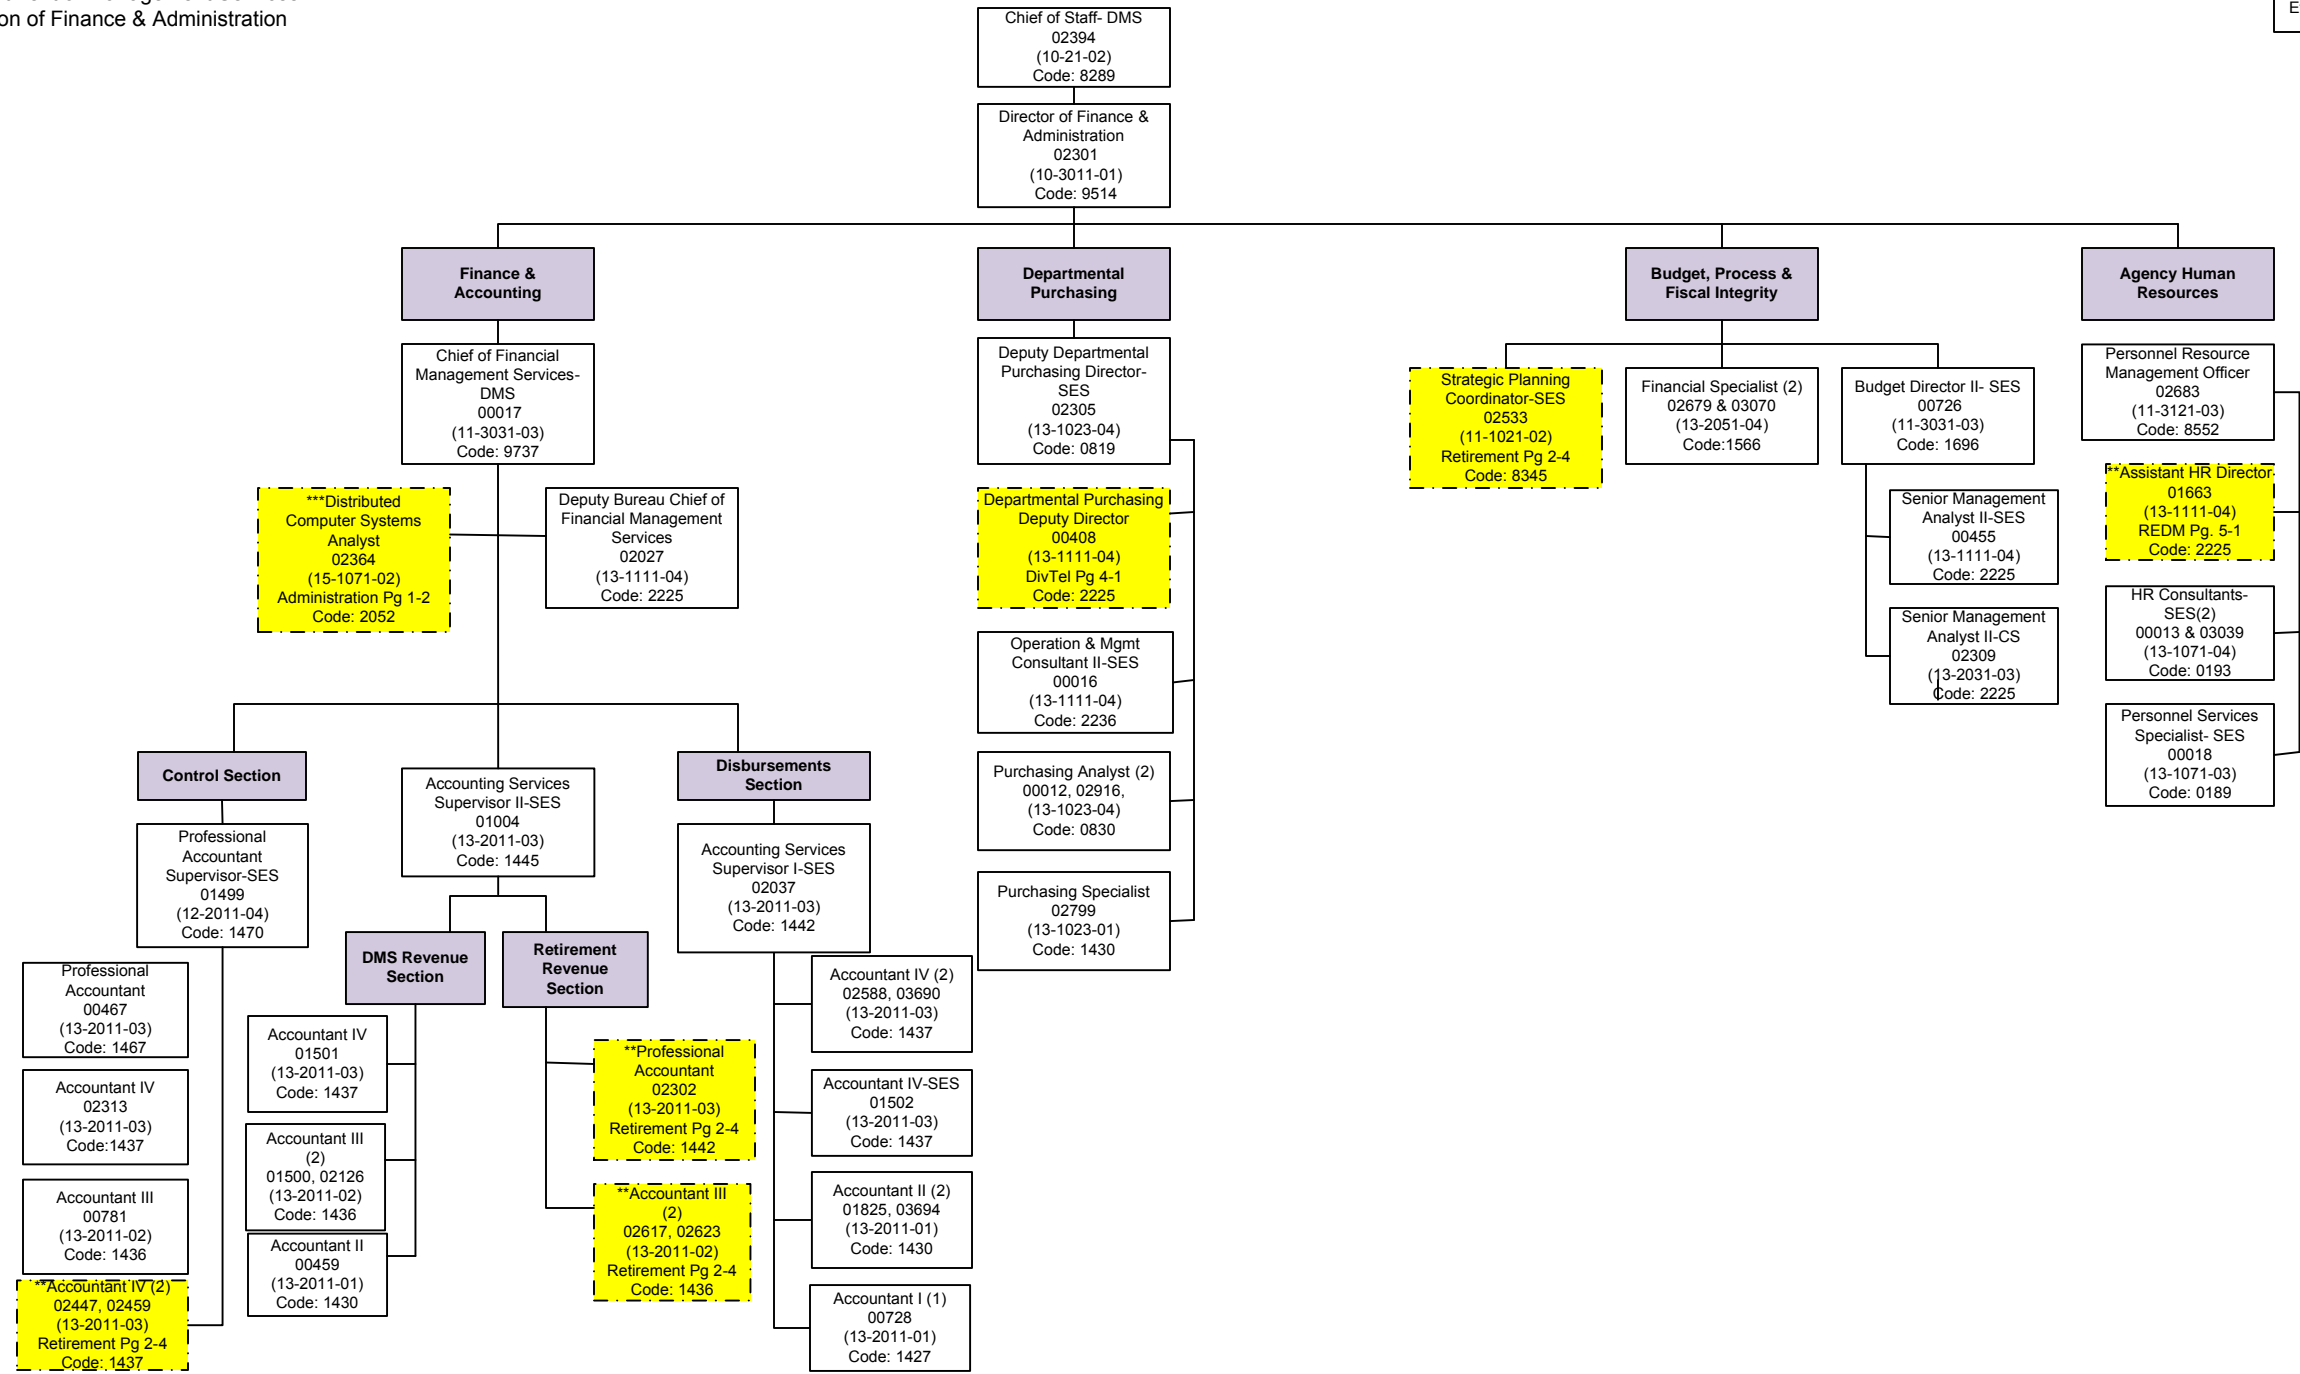 on of Finance & Administration
Chief of Staff- DMS
02394
(10-21-02)
Code: 8289
Director of Finance &
Administration
02301
(10-3011-01)
Code: 9514
Finance &
Accounting
Chief of Financial
Management Services-
DMS
00017
(11-3031-03)
Code: 9737
***Distributed
Computer Systems
Analyst
02364
(15-1071-02)
Administration Pg 1-2
Code: 2052
Deputy Bureau Chief of
Financial Management
Services
02027
(13-1111-04)
Code: 2225
Control Section
Professional
Accountant
Supervisor-SES
01499
(12-2011-04)
Code: 1470
Professional
Accountant
00467
(13-2011-03)
Code: 1467
Accountant IV
02313
(13-2011-03)
Code:1437
Accountant III
00781
(13-2011-02)
Code: 1436
**Accountant IV (2)
02447, 02459
(13-2011-03)
Retirement Pg 2-4
Code: 1437
Accounting Services
Supervisor II-SES
01004
(13-2011-03)
Code: 1445
DMS Revenue
Section
Accountant IV
01501
(13-2011-03)
Code: 1437
Accountant III
(2)
01500, 02126
(13-2011-02)
Code: 1436
Accountant II
00459
(13-2011-01)
Code: 1430
Retirement
Revenue
Section
**Professional
Accountant
02302
(13-2011-03)
Retirement Pg 2-4
Code: 1442
**Accountant III
(2)
02617, 02623
(13-2011-02)
Retirement Pg 2-4
Code: 1436
Disbursements
Section
Accounting Services
Supervisor I-SES
02037
(13-2011-03)
Code: 1442
Accountant IV (2)
02588, 03690
(13-2011-03)
Code: 1437
Accountant IV-SES
01502
(13-2011-03)
Code: 1437
Accountant II (2)
01825, 03694
(13-2011-01)
Code: 1430
Accountant I (1)
00728
(13-2011-01)
Code: 1427
Departmental
Purchasing
Deputy Departmental
Purchasing Director-
SES
02305
(13-1023-04)
Code: 0819
Departmental Purchasing
Deputy Director
00408
(13-1111-04)
DivTel Pg 4-1
Code: 2225
Operation & Mgmt
Consultant II-SES
00016
(13-1111-04)
Code: 2236
Purchasing Analyst (2)
00012, 02916,
(13-1023-04)
Code: 0830
Purchasing Specialist
02799
(13-1023-01)
Code: 1430
Budget, Process &
Fiscal Integrity
Strategic Planning
Coordinator-SES
02533
(11-1021-02)
Retirement Pg 2-4
Code: 8345
Financial Specialist (2)
02679 & 03070
(13-2051-04)
Code:1566
Budget Director II- SES
00726
(11-3031-03)
Code: 1696
Senior Management
Analyst II-SES
00455
(13-1111-04)
Code: 2225
Senior Management
Analyst II-CS
02309
(13-2031-03)
Code: 2225
Agency Human
Resources
Personnel Resource
Management Officer
02683
(11-3121-03)
Code: 8552
**Assistant HR Director
01663
(13-1111-04)
REDM Pg. 5-1
Code: 2225
HR Consultants-
SES(2)
00013 & 03039
(13-1071-04)
Code: 0193
Personnel Services
Specialist- SES
00018
(13-1071-03)
Code: 0189